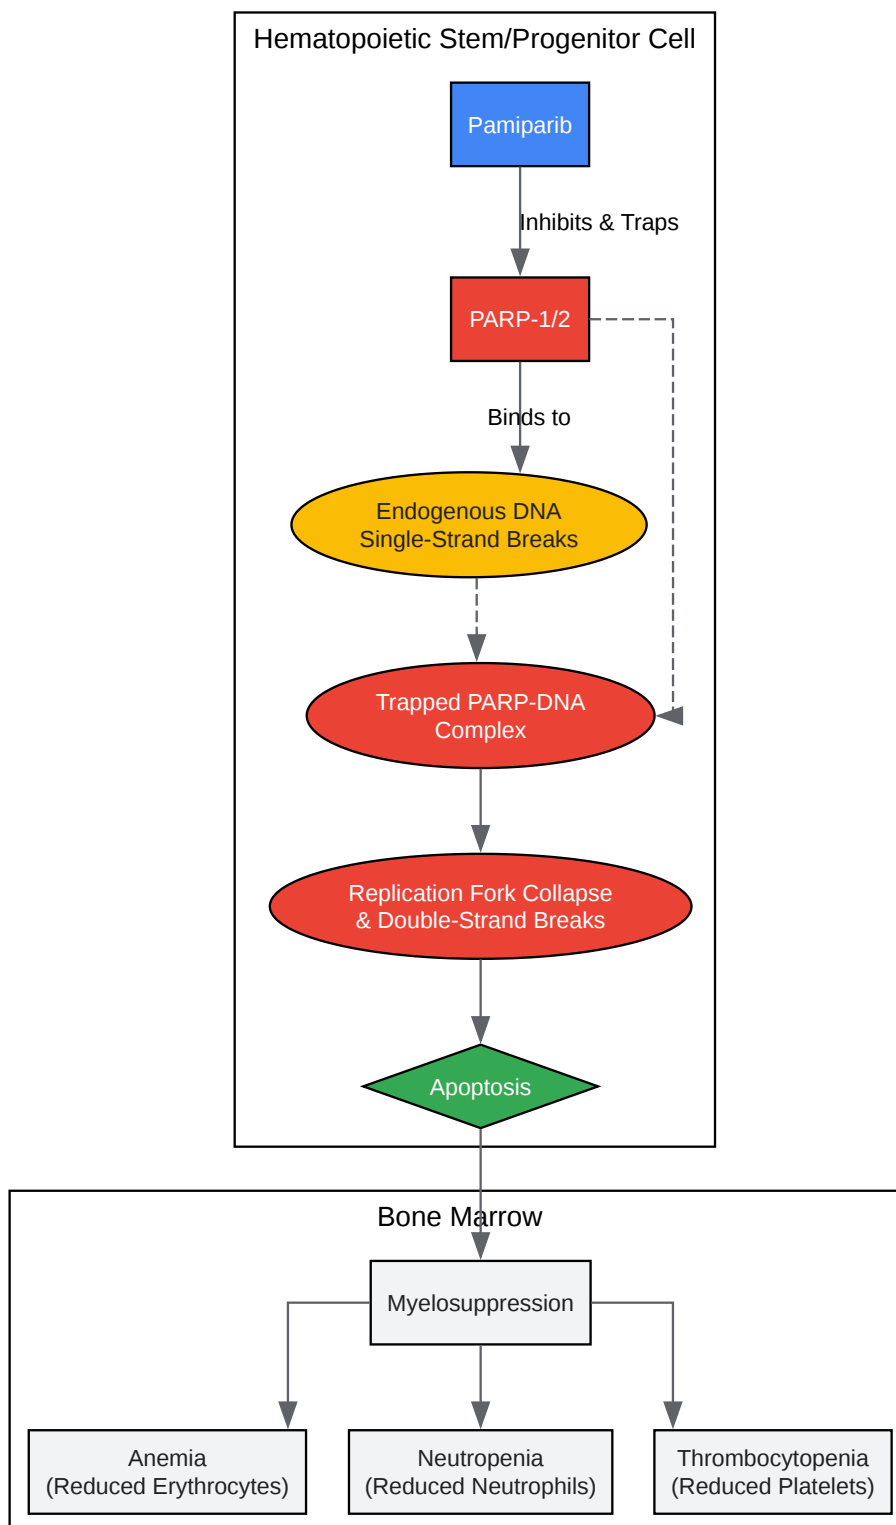 Hematopoietic Stem/Progenitor Cell
Pamiparib
Inhibits & Traps
PARP-1/2
Binds to
Endogenous DNA
Single-Strand Breaks
Trapped PARP-DNA
Complex
Replication Fork Collapse
& Double-Strand Breaks
Apoptosis
Bone Marrow
Myelosuppression
Anemia
(Reduced Erythrocytes)
Neutropenia
(Reduced Neutrophils)
Thrombocytopenia
(Reduced Platelets)